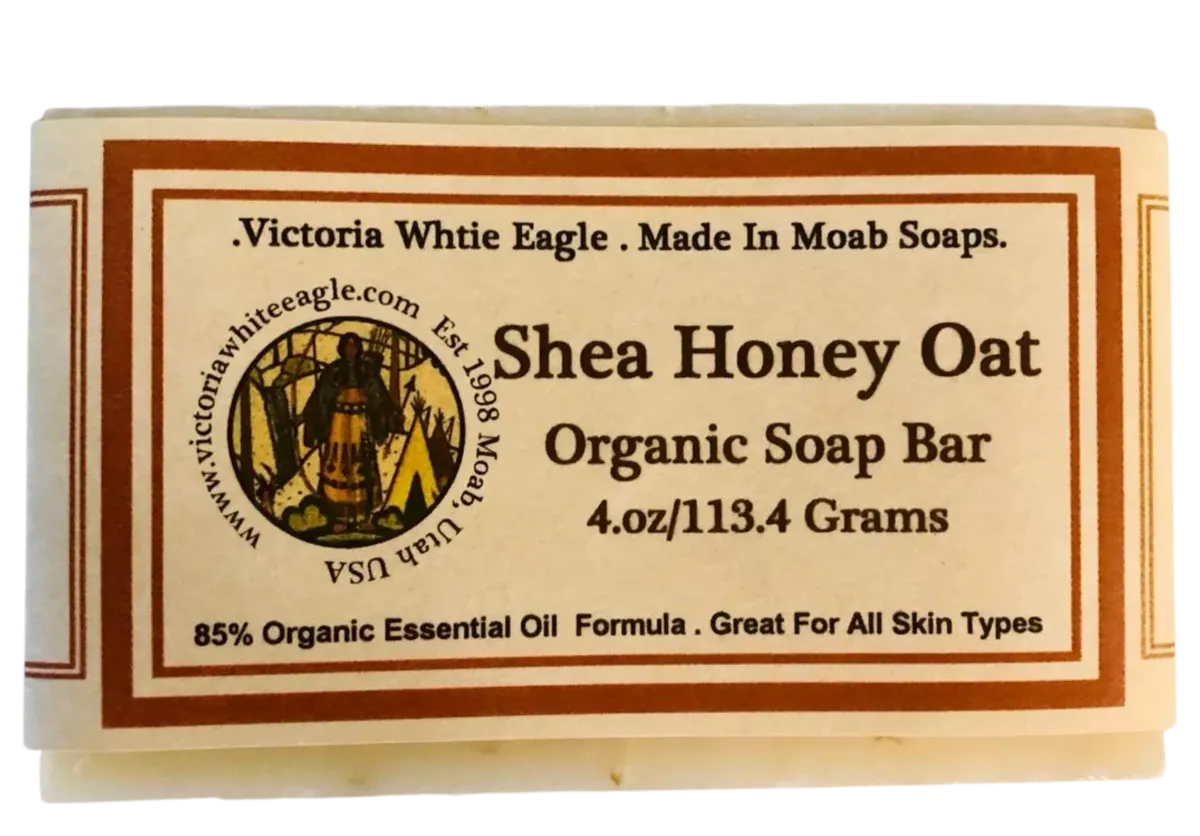 .Victoria Whtie Eagle . Made In Moab Soaps.
www.victoriawhiteeagle.com Est 1998 Moab, Utah USA
Shea Honey Oat
Organic Soap Bar
4.oz/113.4 Grams
85% Organic Essential Oil Formula . Great For All Skin Types